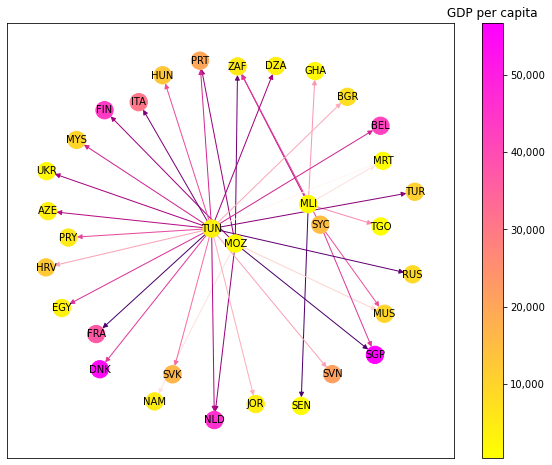 GDP per capita
PRT
ZAF
DZA
GHA
HUN
ITA
BGR
FIN
BEL
MYS
MRT
UKR
TUR
MLI
AZE
SYC
TGO
TUN
PRY
MOZ
HRV
RUS
EGY
MUS
FRA
SGP
DNK
SVK
SVN
NAM
JOR
SEN
NLD
50,000
40,000
30,000
20,000
10,000